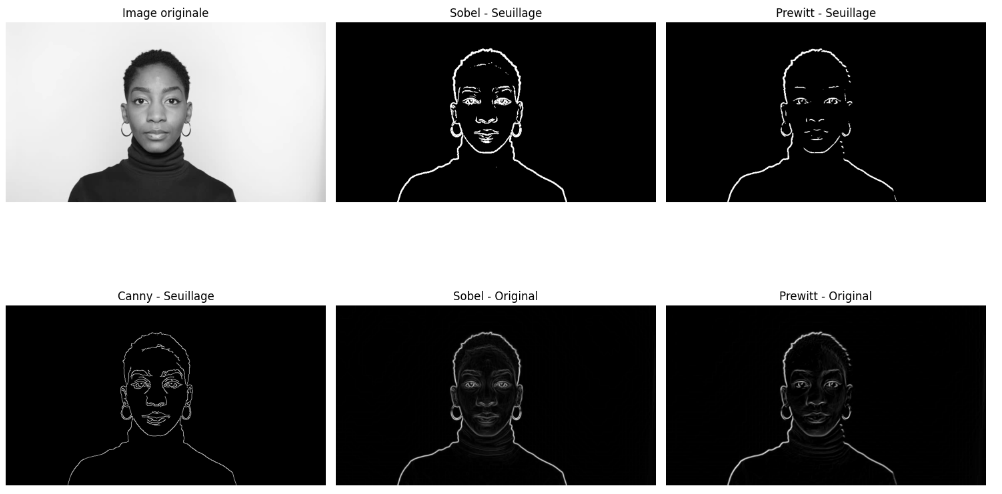 Image originale
Sobel - Seuillage
Prewitt - Seuillage
Canny - Seuillage
Sobel - Original
Prewitt - Original